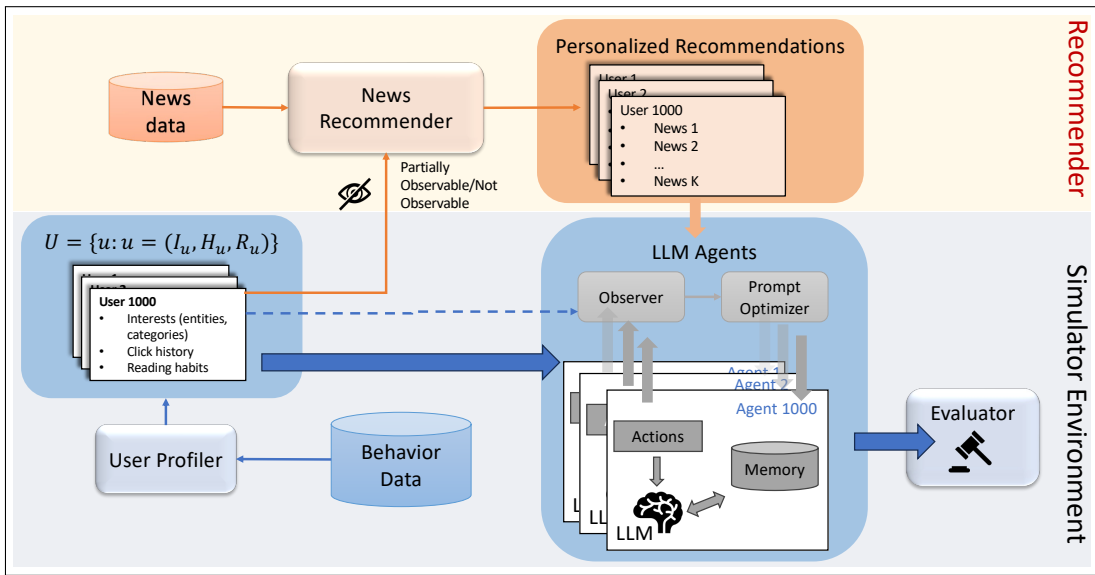 Recommender
Personalized Recommendations
User 1
User 2
User 1000
• News 1
• News 2
• ...
• News K
News
data
News
Recommender
Partially
Observable/Not
Observable
Simulator Environment
U = {u: u = (I_u, H_u, R_u)}
User 1000
• Interests (entities,
categories)
• Click history
• Reading habits
User Profiler
Behavior
Data
LLM Agents
Observer
Prompt
Optimizer
Agent 1
Agent 2
Agent 1000
Actions
Memory
LLM
Evaluator